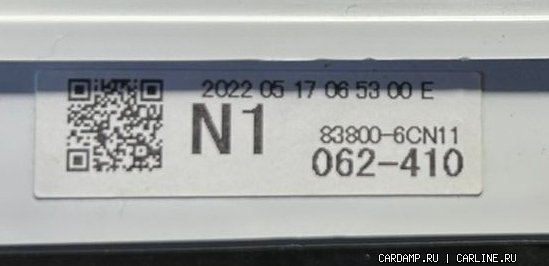 2022 05 17 06 53 00 E
N1
83800-6CN11
062-410
CARDAMP.RU | CARLINE.RU